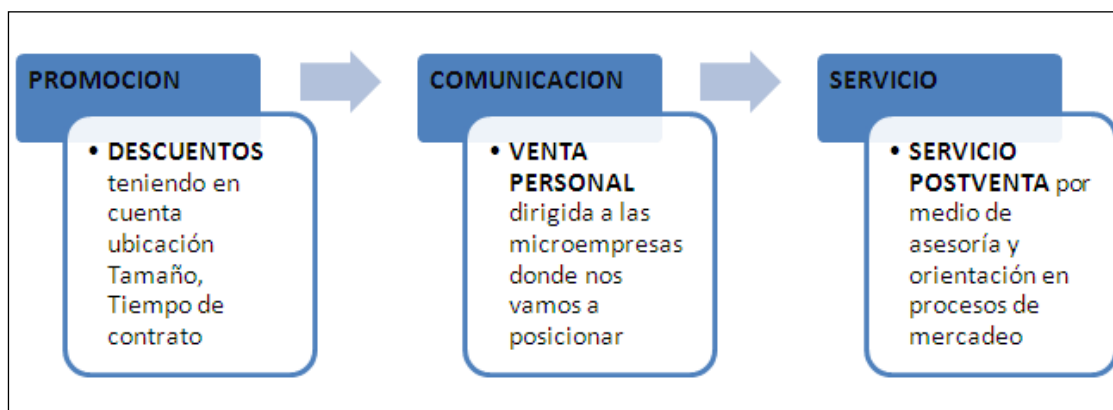 PROMOCION
• DESCUENTOS
teniendo en
cuenta
ubicación
Tamaño,
Tiempo de
contrato
COMUNICACION
• VENTA
PERSONAL
dirigida a las
microempresas
donde nos
vamos a
posicionar
SERVICIO
• SERVICIO
POSTVENTA por
medio de
asesoría y
orientación en
procesos de
mercadeo